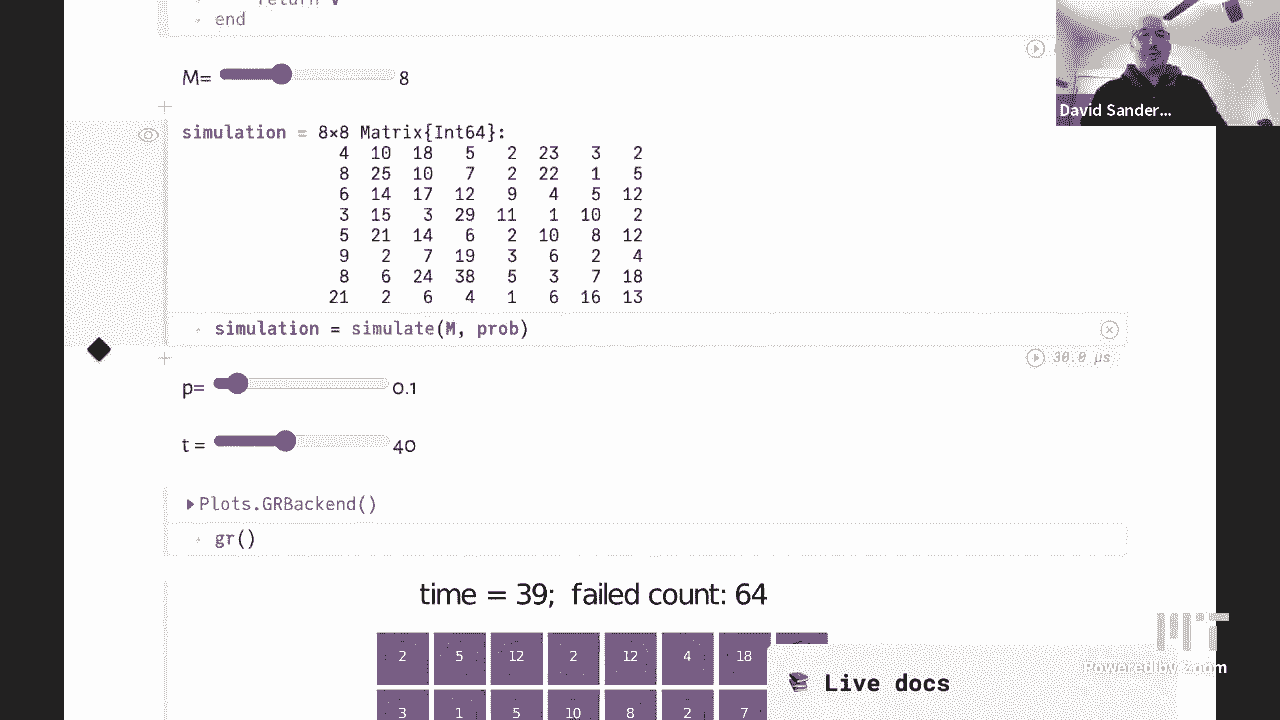 return v
end
M= 8
David Sander...
simulation = 8×8 Matrix{Int64}:
4 10 18 5 2 23 3 2
8 25 10 7 2 22 1 5
6 14 17 12 9 4 5 12
3 15 3 29 11 1 10 2
5 21 14 6 2 10 8 12
9 2 7 19 3 6 2 4
8 6 24 38 5 3 7 18
21 2 6 4 1 6 16 13
simulation = simulate(M, prob)
30.0 μs
p= 0.1
t = 40
Plots.GRBackend()
gr()
time = 39; failed count: 64
2 5 12 2 12 4 18
3 1 5 10 8 2 7
MIT
Powered by Zoom
Live docs